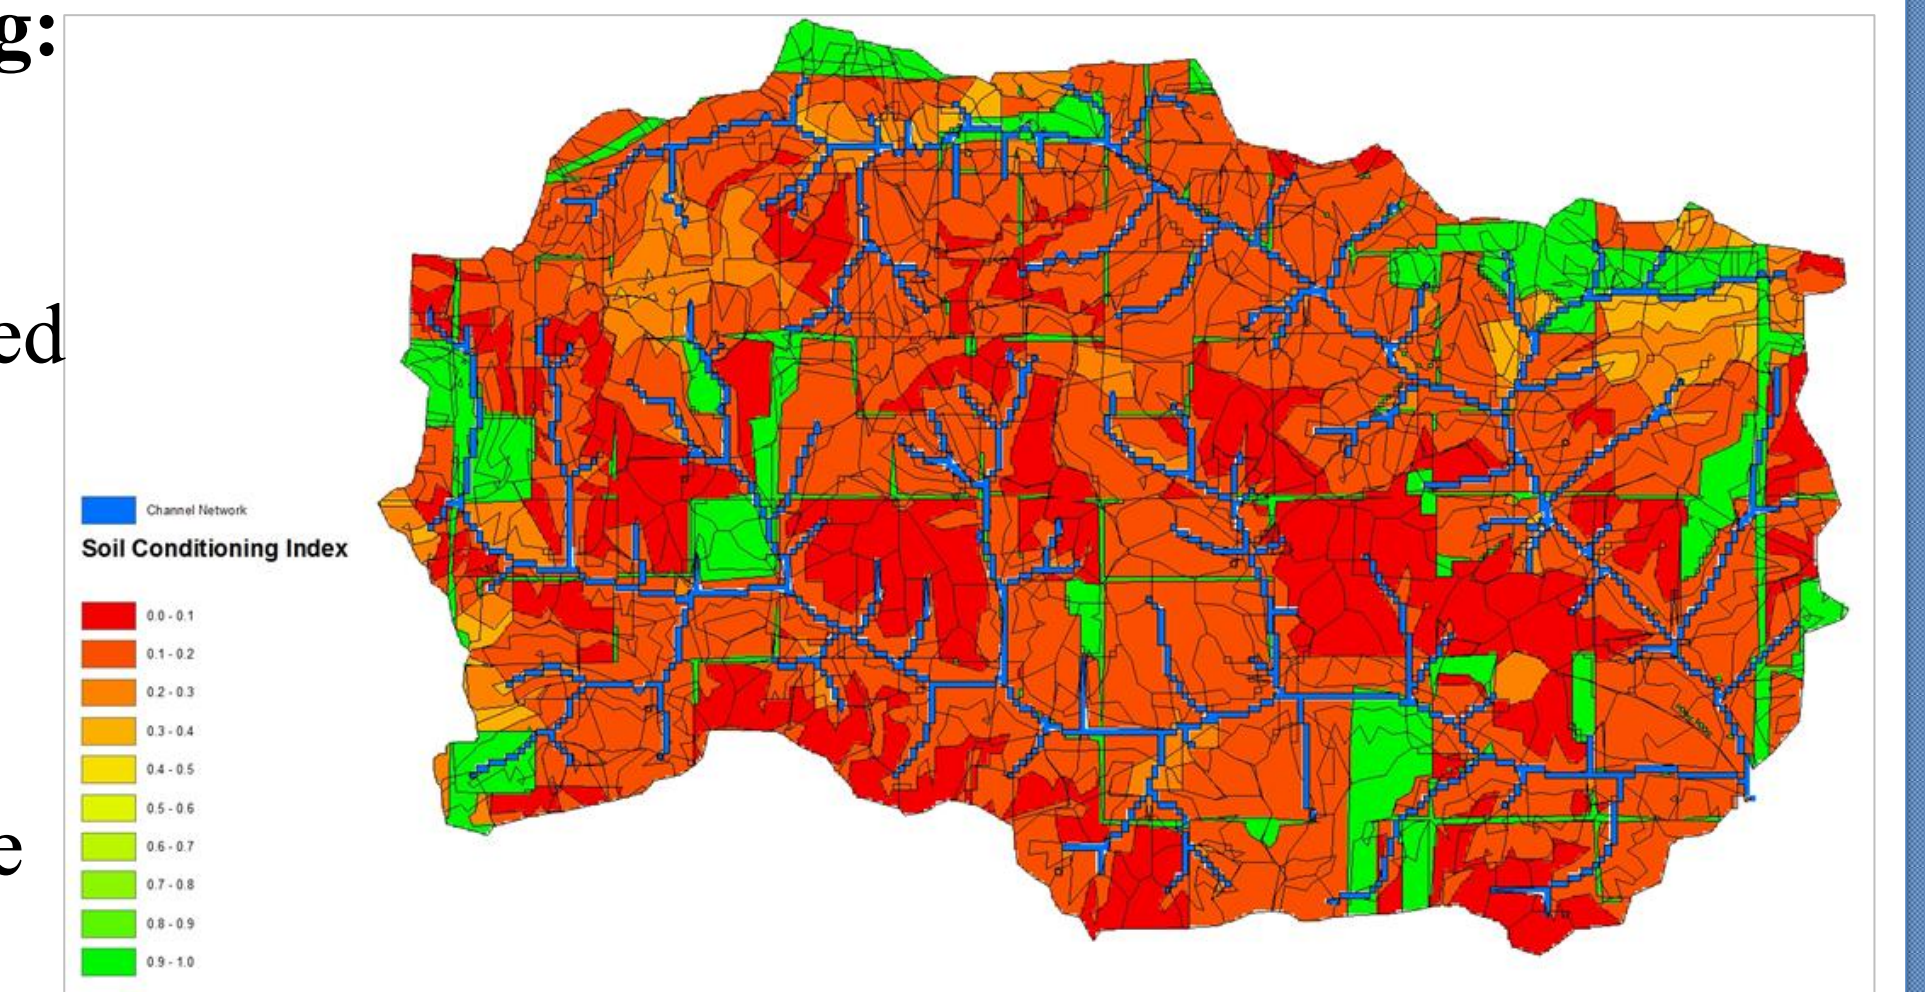 g:
ed
e
Channel Network
Soil Conditioning Index
0.0 - 0.1
0.1 - 0.2
0.2 - 0.3
0.3 - 0.4
0.4 - 0.5
0.5 - 0.6
0.6 - 0.7
0.7 - 0.8
0.8 - 0.9
0.9 - 1.0